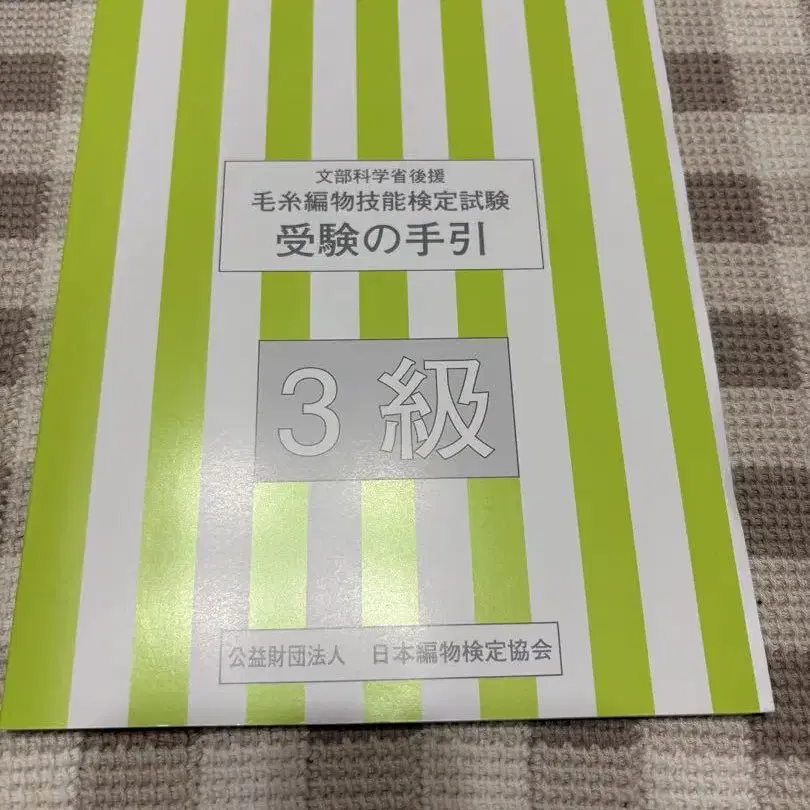 文部科学省後援
毛糸編物技能検定試験
受験の手引
3級
公益財団法人 日本編物検定協会